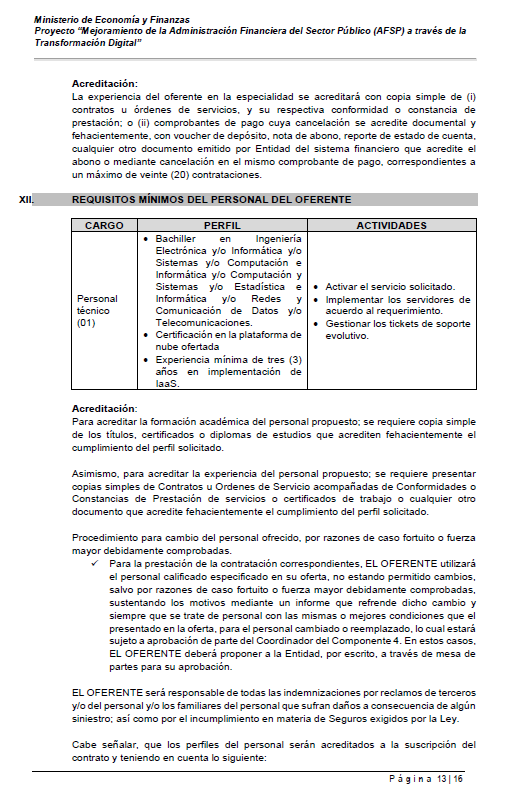 Ministerio de Economía y Finanzas
Proyecto “Mejoramiento de la Administración Financiera del Sector Público (AFSP) a través de la
Transformación Digital”
Acreditación:
La experiencia del oferente en la especialidad se acreditará con copia simple de (i)
contratos u órdenes de servicios, y su respectiva conformidad o constancia de
prestación; o (ii) comprobantes de pago cuya cancelación se acredite documental y
fehacientemente, con voucher de depósito, nota de abono, reporte de estado de cuenta,
cualquier otro documento emitido por Entidad del sistema financiero que acredite el
abono o mediante cancelación en el mismo comprobante de pago, correspondientes a
un máximo de veinte (20) contrataciones.
XII. REQUISITOS MÍNIMOS DEL PERSONAL DEL OFERENTE
CARGO PERFIL ACTIVIDADES
Personal
técnico
(01)
• Bachiller en Ingeniería
Electrónica y/o Informática y/o
Sistemas y/o Computación e
Informática y/o Computación y
Sistemas y/o Estadística e
Informática y/o Redes y
Comunicación de Datos y/o
Telecomunicaciones.
• Certificación en la plataforma de
nube ofertada
• Experiencia mínima de tres (3)
años en implementación de
IaaS.
• Activar el servicio solicitado.
• Implementar los servidores de
acuerdo al requerimiento.
• Gestionar los tickets de soporte
evolutivo.
Acreditación:
Para acreditar la formación académica del personal propuesto; se requiere copia simple
de los títulos, certificados o diplomas de estudios que acrediten fehacientemente el
cumplimiento del perfil solicitado.
Asimismo, para acreditar la experiencia del personal propuesto; se requiere presentar
copias simples de Contratos u Ordenes de Servicio acompañadas de Conformidades o
Constancias de Prestación de servicios o certificados de trabajo o cualquier otro
documento que acredite fehacientemente el cumplimiento del perfil solicitado.
Procedimiento para cambio del personal ofrecido, por razones de caso fortuito o fuerza
mayor debidamente comprobadas.
✓ Para la prestación de la contratación correspondientes, EL OFERENTE utilizará
el personal calificado especificado en su oferta, no estando permitido cambios,
salvo por razones de caso fortuito o fuerza mayor debidamente comprobadas,
sustentando los motivos mediante un informe que refrende dicho cambio y
siempre que se trate de personal con las mismas o mejores condiciones que el
presentado en la oferta, para el personal cambiado o reemplazado, lo cual estará
sujeto a aprobación de parte del Coordinador del Componente 4. En estos casos,
EL OFERENTE deberá proponer a la Entidad, por escrito, a través de mesa de
partes para su aprobación.
EL OFERENTE será responsable de todas las indemnizaciones por reclamos de terceros
y/o del personal y/o los familiares del personal que sufran daños a consecuencia de algún
siniestro; así como por el incumplimiento en materia de Seguros exigidos por la Ley.
Cabe señalar, que los perfiles del personal serán acreditados a la suscripción del
contrato y teniendo en cuenta lo siguiente:
Página 13|16